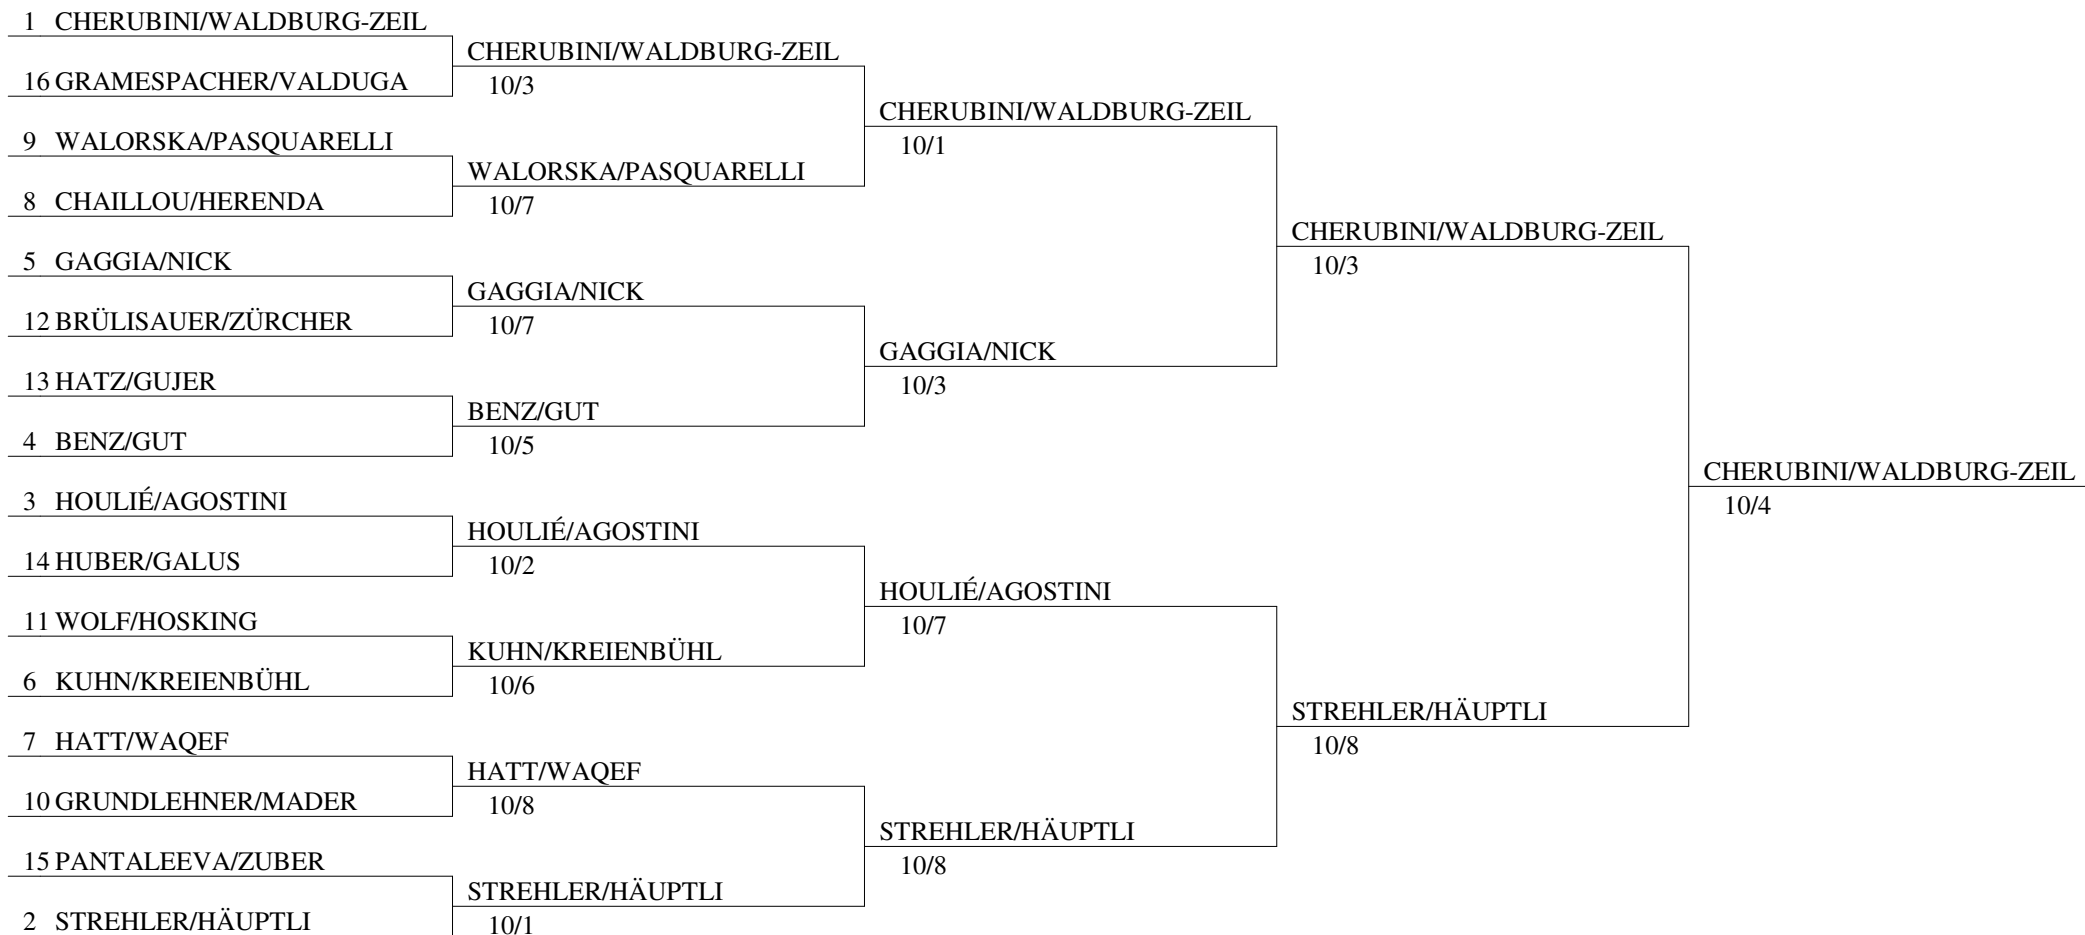 1 CHERUBINI/WALDBURG-ZEIL
16 GRAMESPACHER/VALDUGA
9 WALORSKA/PASQUARELLI
8 CHAILLOU/HERENDA
5 GAGGIA/NICK
12 BRÜLISAUER/ZÜRCHER
13 HATZ/GUJER
4 BENZ/GUT
3 HOULIÉ/AGOSTINI
14 HUBER/GALUS
11 WOLF/HOSKING
6 KUHN/KREIENBÜHL
7 HATT/WAQEF
10 GRUNDLEHNER/MADER
15 PANTALEEVA/ZUBER
2 STREHLER/HÄUPTLI
CHERUBINI/WALDBURG-ZEIL
10/3
WALORSKA/PASQUARELLI
10/7
GAGGIA/NICK
10/7
BENZ/GUT
10/5
HOULIÉ/AGOSTINI
10/2
KUHN/KREIENBÜHL
10/6
HATT/WAQEF
10/8
STREHLER/HÄUPTLI
10/1
CHERUBINI/WALDBURG-ZEIL
10/1
GAGGIA/NICK
10/3
HOULIÉ/AGOSTINI
10/7
STREHLER/HÄUPTLI
10/8
CHERUBINI/WALDBURG-ZEIL
10/3
STREHLER/HÄUPTLI
10/8
CHERUBINI/WALDBURG-ZEIL
10/4